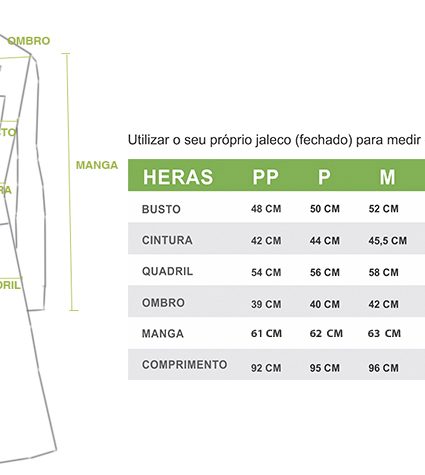 OMBRO
STO
MANGA
RA
DRIL
Utilizar o seu próprio jaleco (fechado) para medir
HERAS PP P M
BUSTO 48 CM 50 CM 52 CM
CINTURA 42 CM 44 CM 45,5 CM
QUADRIL 54 CM 56 CM 58 CM
OMBRO 39 CM 40 CM 42 CM
MANGA 61 CM 62 CM 63 CM
COMPRIMENTO 92 CM 95 CM 96 CM